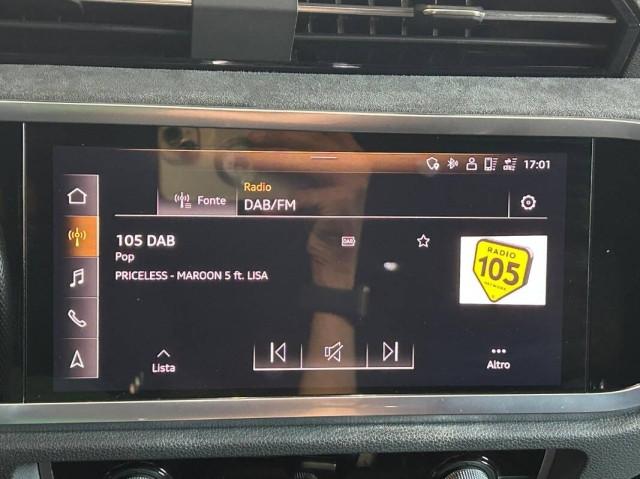 17:01
Radio
Fonte
DAB/FM
105 DAB
DAB
Pop
PRICELESS - MAROON 5 ft. LISA
RADIO
105
NETWORK
Lista
Altro